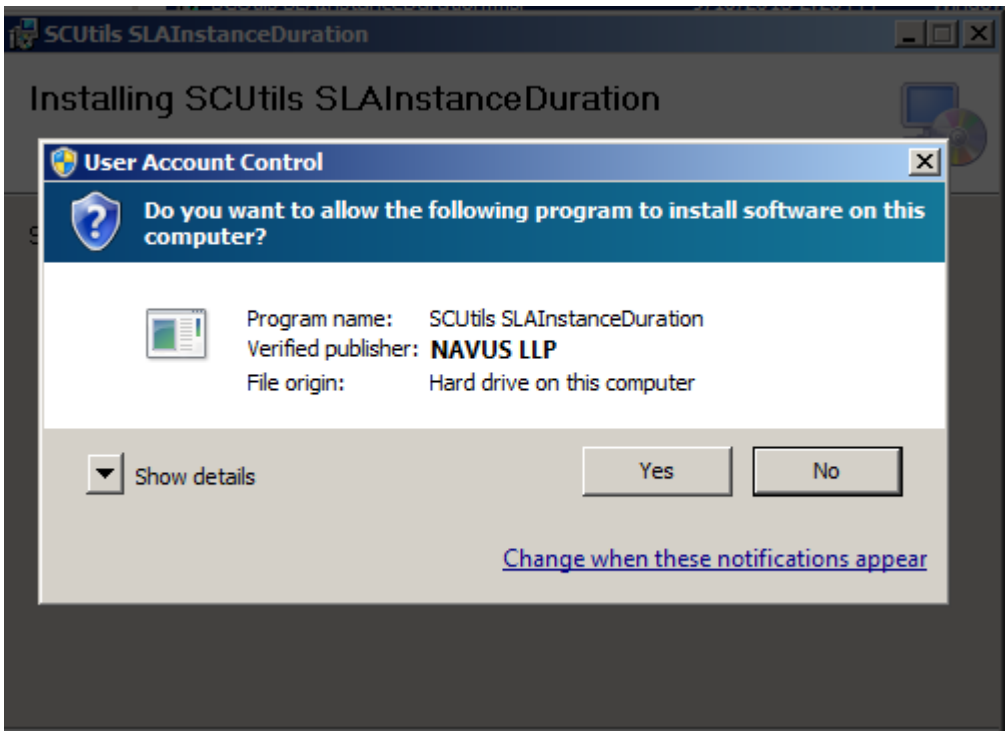 SCUtils SLAInstanceDuration
Installing SCUtils SLAInstanceDuration
User Account Control
Do you want to allow the following program to install software on this
computer?
Program name: SCUtils SLAInstanceDuration
Verified publisher: NAVUS LLP
File origin: Hard drive on this computer
Show details
Yes
No
Change when these notifications appear